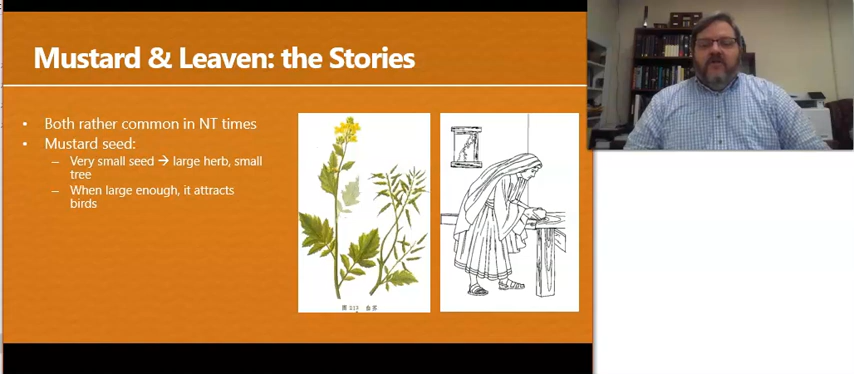 Mustard & Leaven: the Stories
• Both rather common in NT times
• Mustard seed:
– Very small seed → large herb, small
tree
– When large enough, it attracts
birds